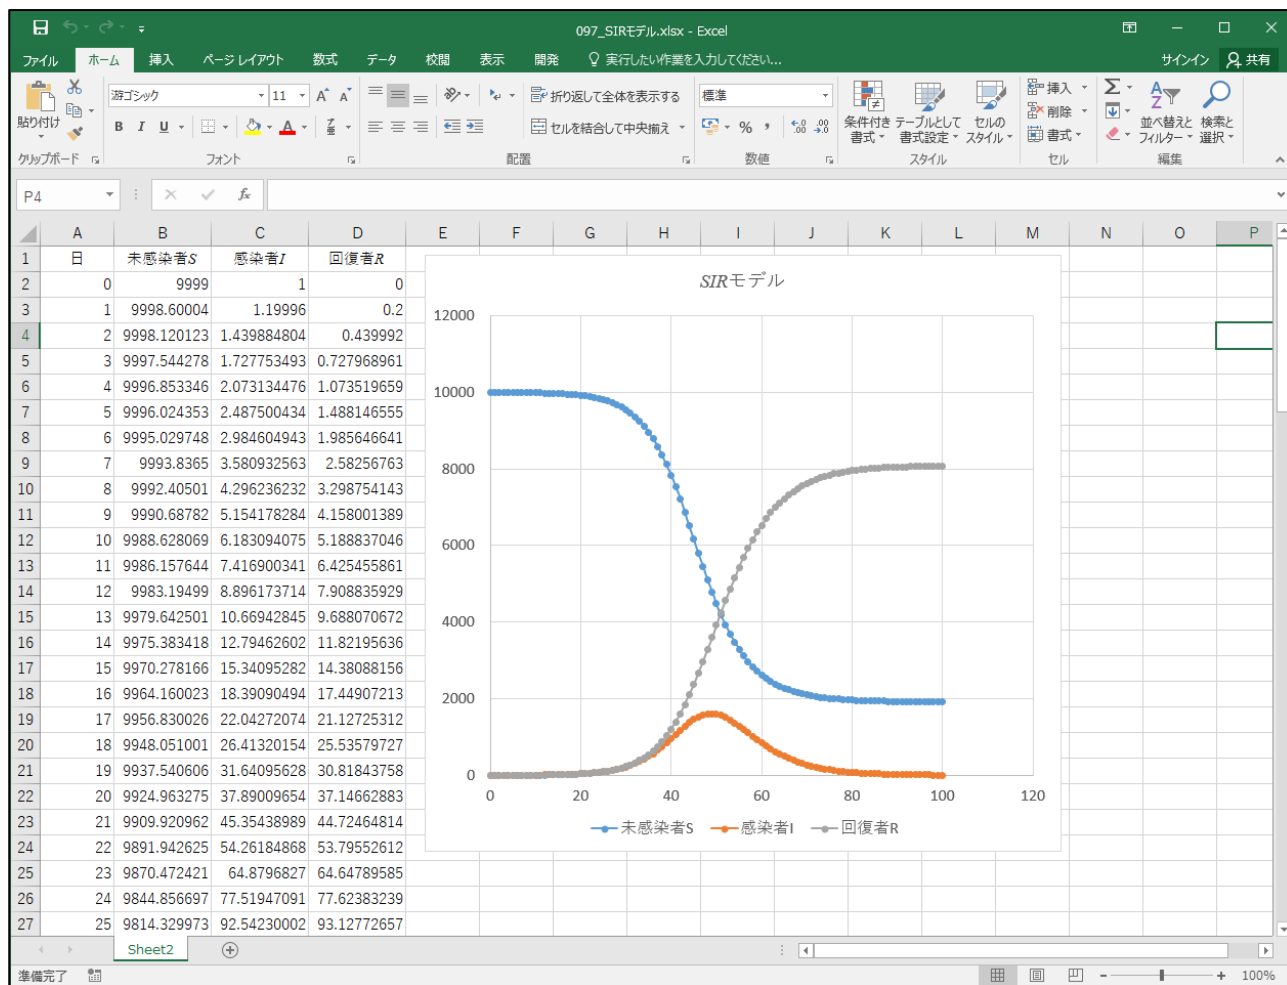 097_SIRモデル.xlsx - Excel
ファイル ホーム 挿入 ページ レイアウト 数式 データ 校閲 表示 開発 実行したい作業を入力してください... サインイン 共有
貼り付け
クリップボード
游ゴシック 11
B I U
フォント
折り返して全体を表示する
セルを結合して中央揃え
配置
標準
数値
条件付き書式 テーブルとして書式設定 セルのスタイル
スタイル
挿入
削除
書式
セル
並べ替えとフィルター 検索と選択
編集
P4
A B C D E F G H I J K L M N O P
1 日 未感染者S 感染者I 回復者R
2 0 9999 1 0
3 1 9998.60004 1.19996 0.2
4 2 9998.120123 1.439884804 0.439992
5 3 9997.544278 1.727753493 0.727968961
6 4 9996.853346 2.073134476 1.073519659
7 5 9996.024353 2.487500434 1.488146555
8 6 9995.029748 2.984604943 1.985646641
9 7 9993.8365 3.580932563 2.58256763
10 8 9992.40501 4.296236232 3.298754143
11 9 9990.68782 5.154178284 4.158001389
12 10 9988.628069 6.183094075 5.188837046
13 11 9986.157644 7.416900341 6.425455861
14 12 9983.19499 8.896173714 7.908835929
15 13 9979.642501 10.66942845 9.688070672
16 14 9975.383418 12.79462602 11.82195636
17 15 9970.278166 15.34095282 14.38088156
18 16 9964.160023 18.39090494 17.44907213
19 17 9956.830026 22.04272074 21.12725312
20 18 9948.051001 26.41320154 25.53579727
21 19 9937.540606 31.64095628 30.81843758
22 20 9924.963275 37.89009654 37.14662883
23 21 9909.920962 45.35438989 44.72464814
24 22 9891.942625 54.26184868 53.79552612
25 23 9870.472421 64.8796827 64.64789585
26 24 9844.856697 77.51947091 77.62383239
27 25 9814.329973 92.54230002 93.12772657
SIRモデル
12000
10000
8000
6000
4000
2000
0
0 20 40 60 80 100 120
未感染者S 感染者I 回復者R
Sheet2
準備完了
100%